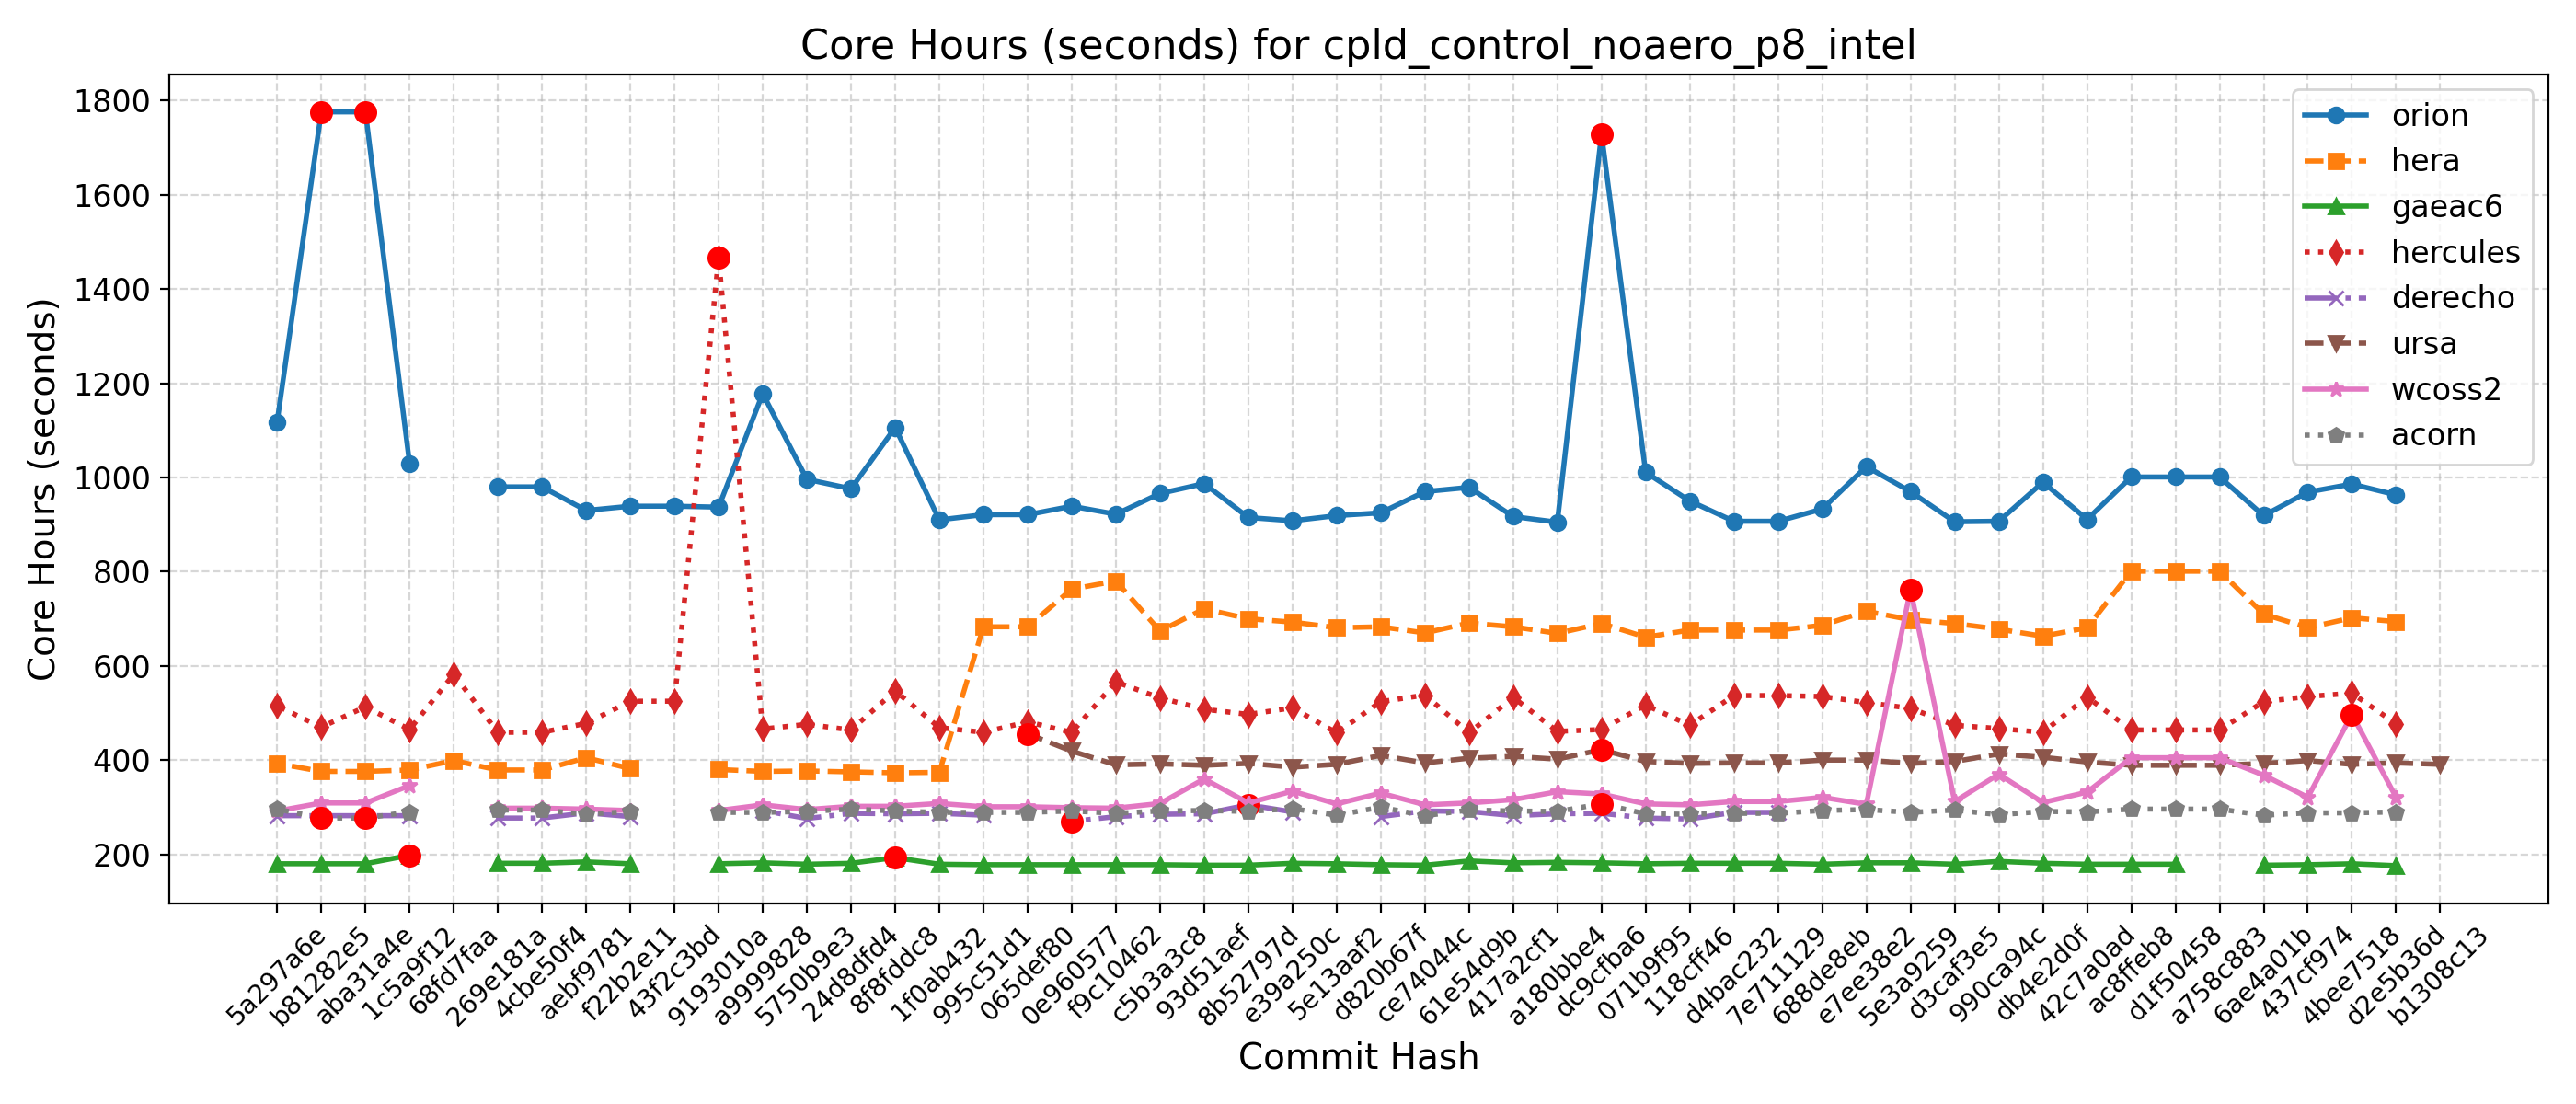 Core Hours (seconds) for cpld_control_noaero_p8_intel
Core Hours (seconds)
1800
1600
1400
1200
1000
800
600
400
200
orion
hera
gaeac6
hercules
derecho
ursa
wcoss2
acorn
5a297a6e
b81282e5
aba31a4e
1c5a9f12
68fd7faa
269e181a
4cbe50f4
aebf9781
f22b2e11
43f2c3bd
9193010a
a9999828
5750b9e3
24d8dfd4
8f8fddc8
1f0ab432
995c51d1
065def80
0e960577
f9c10462
c5b3a3c8
93d51aef
8b52797d
e39a250c
5e13aaf2
d820b67f
ce74044c
61e54d9b
417a2cf1
a180bbe4
dc9cfba6
071b9f95
118cff46
d4bac232
7e711129
688de8eb
e7ee38e2
5e3a9259
d3caf3e5
990ca94c
db4e2d0f
42c7a0ad
ac8ffeb8
d1f50458
a758c883
6ae4a01b
437cf974
4bee7518
d2e5b36d
b1308c13
Commit Hash